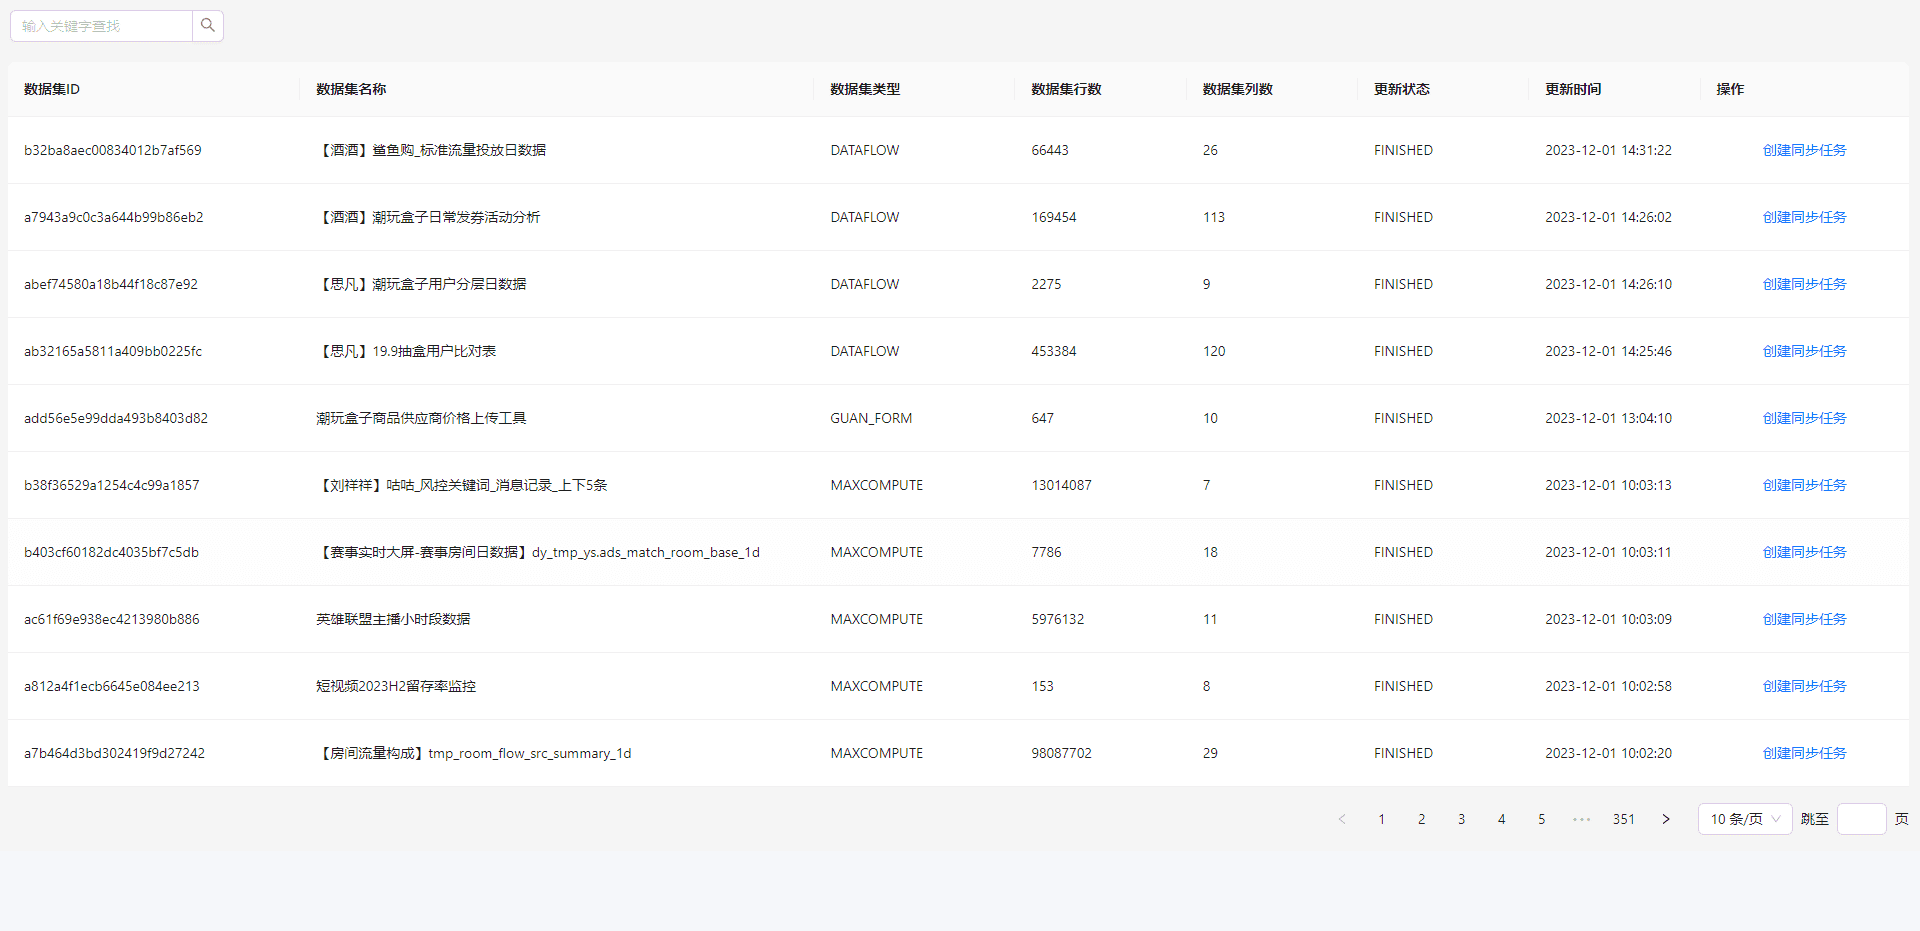 输入关键字查找
数据集ID 数据集名称 数据集类型 数据集行数 数据集列数 更新状态 更新时间 操作
b32ba8aec00834012b7af569 【酒酒】鲨鱼购_标准流量投放日数据 DATAFLOW 66443 26 FINISHED 2023-12-01 14:31:22 创建同步任务
a7943a9c0c3a644b99b86eb2 【酒酒】潮玩盒子日常发券活动分析 DATAFLOW 169454 113 FINISHED 2023-12-01 14:26:02 创建同步任务
abef74580a18b44f18c87e92 【思凡】潮玩盒子用户分层日数据 DATAFLOW 2275 9 FINISHED 2023-12-01 14:26:10 创建同步任务
ab32165a5811a409bb0225fc 【思凡】19.9抽盒用户比对表 DATAFLOW 453384 120 FINISHED 2023-12-01 14:25:46 创建同步任务
add56e5e99dda493b8403d82 潮玩盒子商品供应商价格上传工具 GUAN_FORM 647 10 FINISHED 2023-12-01 13:04:10 创建同步任务
b38f36529a1254c4c99a1857 【刘祥祥】咕咕_风控关键词_消息记录_上下5条 MAXCOMPUTE 13014087 7 FINISHED 2023-12-01 10:03:13 创建同步任务
b403cf60182dc4035bf7c5db 【赛事实时大屏-赛事房间日数据】dy_tmp_ys.ads_match_room_base_1d MAXCOMPUTE 7786 18 FINISHED 2023-12-01 10:03:11 创建同步任务
ac61f69e938ec4213980b886 英雄联盟主播小时段数据 MAXCOMPUTE 5976132 11 FINISHED 2023-12-01 10:03:09 创建同步任务
a812a4f1ecb6645e084ee213 短视频2023H2留存率监控 MAXCOMPUTE 153 8 FINISHED 2023-12-01 10:02:58 创建同步任务
a7b464d3bd302419f9d27242 【房间流量构成】tmp_room_flow_src_summary_1d MAXCOMPUTE 98087702 29 FINISHED 2023-12-01 10:02:20 创建同步任务
1 2 3 4 5 ••• 351 10 条/页 跳至 页